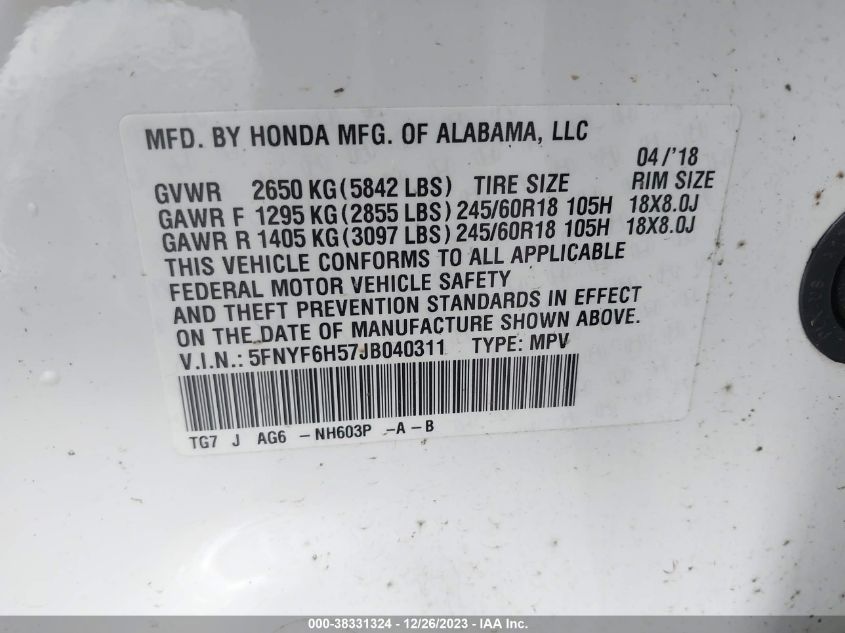 MFD. BY HONDA MFG. OF ALABAMA, LLC
04/'18
GVWR 2650 KG(5842 LBS) TIRE SIZE RIM SIZE
GAWR F 1295 KG(2855 LBS)245/60R18 105H 18X8.0J
GAWR R 1405 KG(3097 LBS)245/60R18 105H 18X8.0J
THIS VEHICLE CONFORMS TO ALL APPLICABLE
FEDERAL MOTOR VEHICLE SAFETY
AND THEFT PREVENTION STANDARDS IN EFFECT
ON THE DATE OF MANUFACTURE SHOWN ABOVE.
V.I.N.: 5FNYF6H57JB040311 TYPE: MPV
TG7 J AG6 -NH603P -A-B
000-38331324 - 12/26/2023 - IAA Inc.